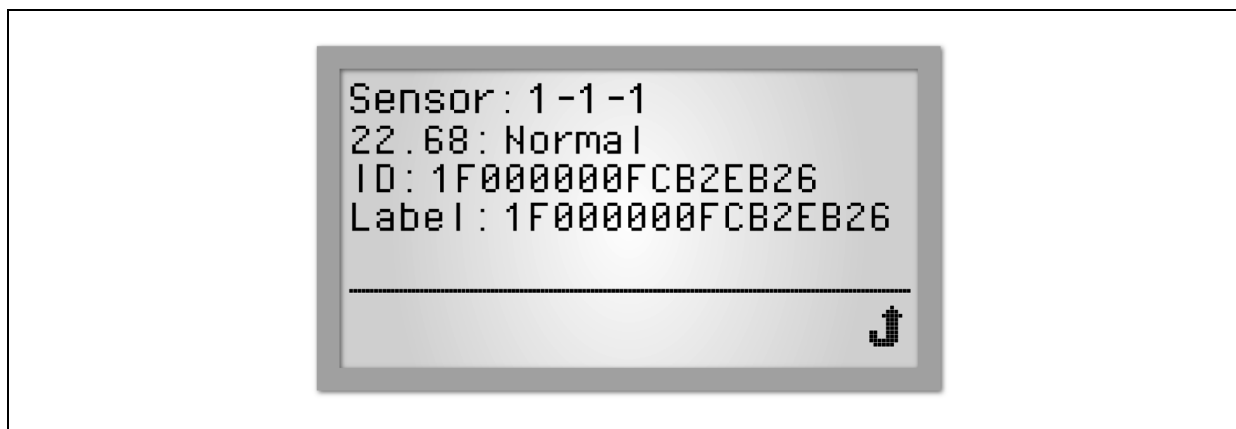 Sensor: 1-1-1
22.68: Normal
ID: 1F000000FCB2EB26
Label: 1F000000FCB2EB26